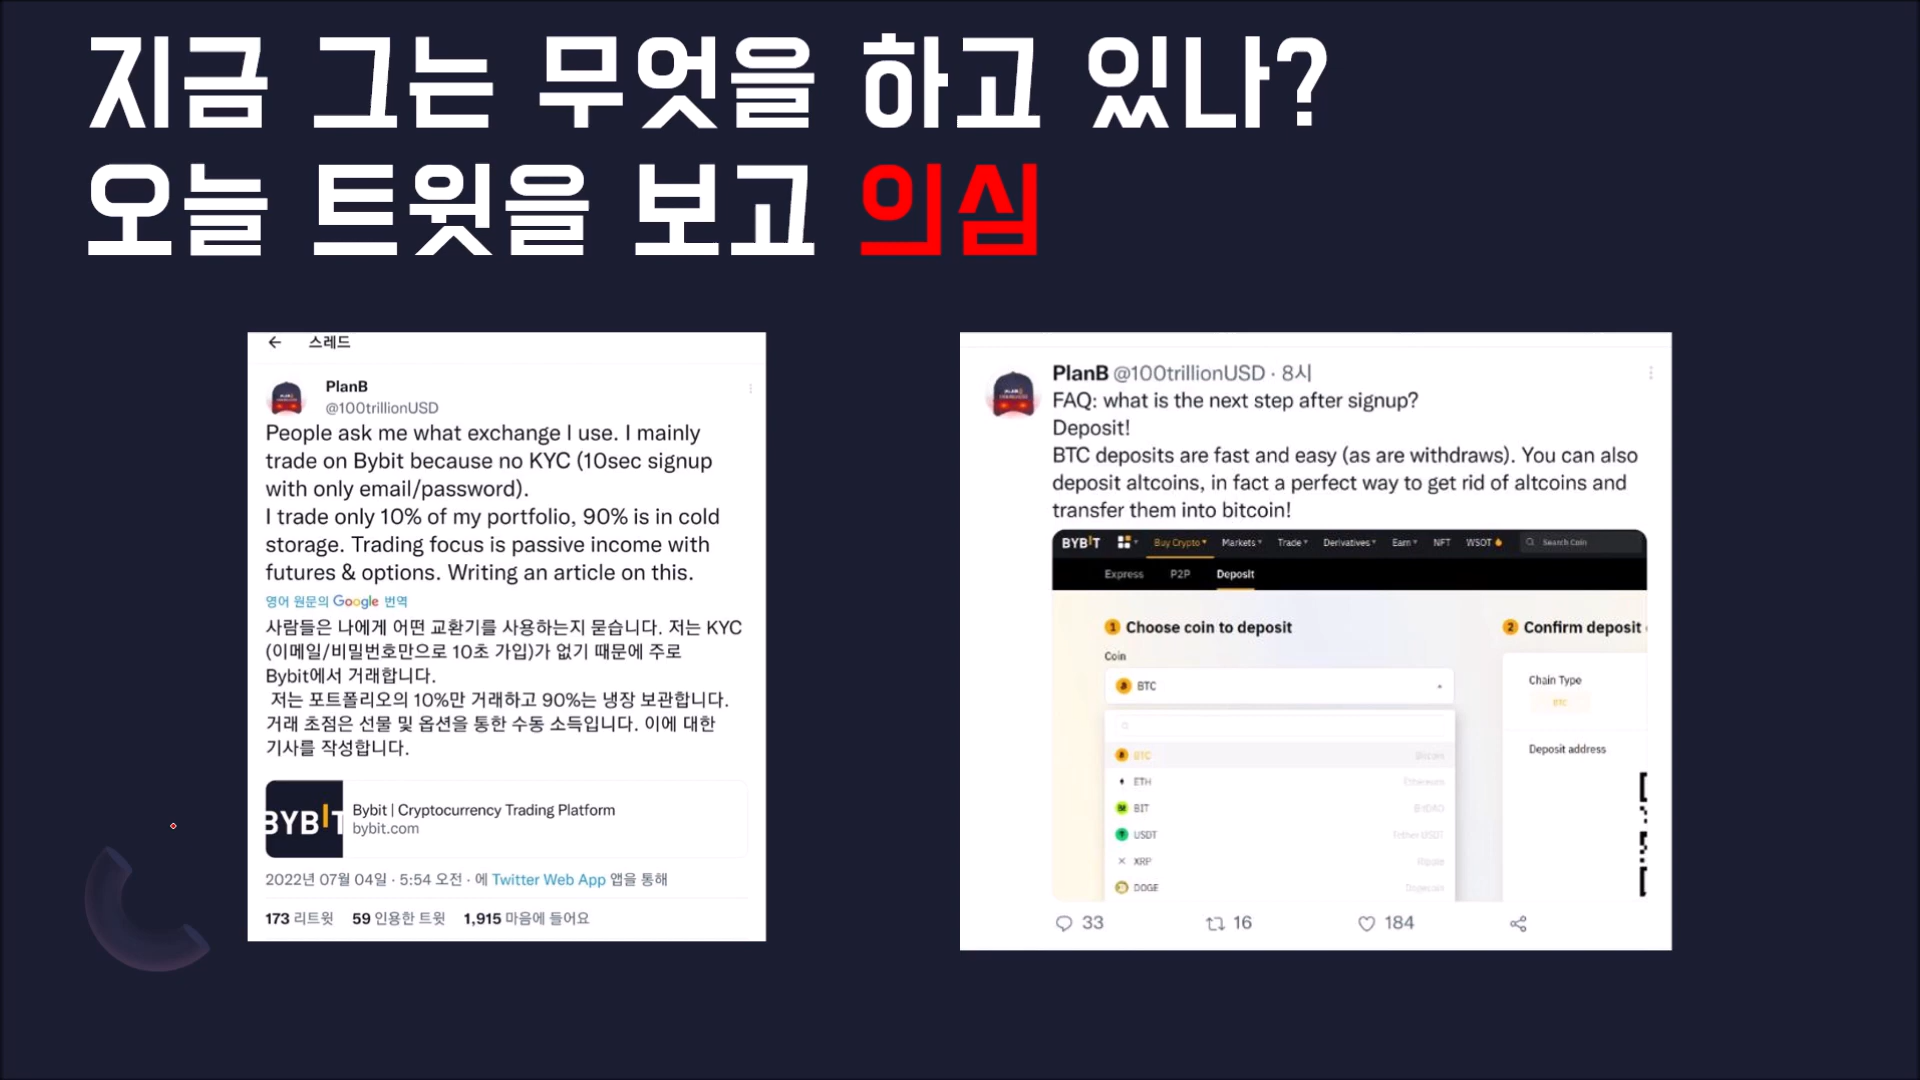 지금 그는 무엇을 하고 있나?
오늘 트윗을 보고 의심
스레드
PlanB
@100trillionUSD
People ask me what exchange I use. I mainly
trade on Bybit because no KYC (10sec signup
with only email/password).
I trade only 10% of my portfolio, 90% is in cold
storage. Trading focus is passive income with
futures & options. Writing an article on this.
영어 원문의 Google 번역
사람들은 나에게 어떤 교환기를 사용하는지 묻습니다. 저는 KYC
(이메일/비밀번호만으로 10초 가입)가 없기 때문에 주로
Bybit에서 거래합니다.
저는 포트폴리오의 10%만 거래하고 90%는 냉장 보관합니다.
거래 초점은 선물 및 옵션을 통한 수동 소득입니다. 이에 대한
기사를 작성합니다.
BYBIT
Bybit | Cryptocurrency Trading Platform
bybit.com
2022년 07월 04일 · 5:54 오전 · 에 Twitter Web App 앱을 통해
173 리트윗 59 인용한 트윗 1,915 마음에 들어요
PlanB @100trillionUSD · 8시
FAQ: what is the next step after signup?
Deposit!
BTC deposits are fast and easy (as are withdraws). You can also
deposit altcoins, in fact a perfect way to get rid of altcoins and
transfer them into bitcoin!
BYBIT Buy Crypto Markets Trade Derivatives Earn NFT WSOT Search Coin
Express P2P Deposit
1 Choose coin to deposit
Coin
BTC
BTC Bitcoin
ETH Ethereum
BIT BitDAO
USDT Tether USDT
XRP Ripple
DOGE Dogecoin
2 Confirm deposit
Chain Type
BTC
Deposit address
33 16 184